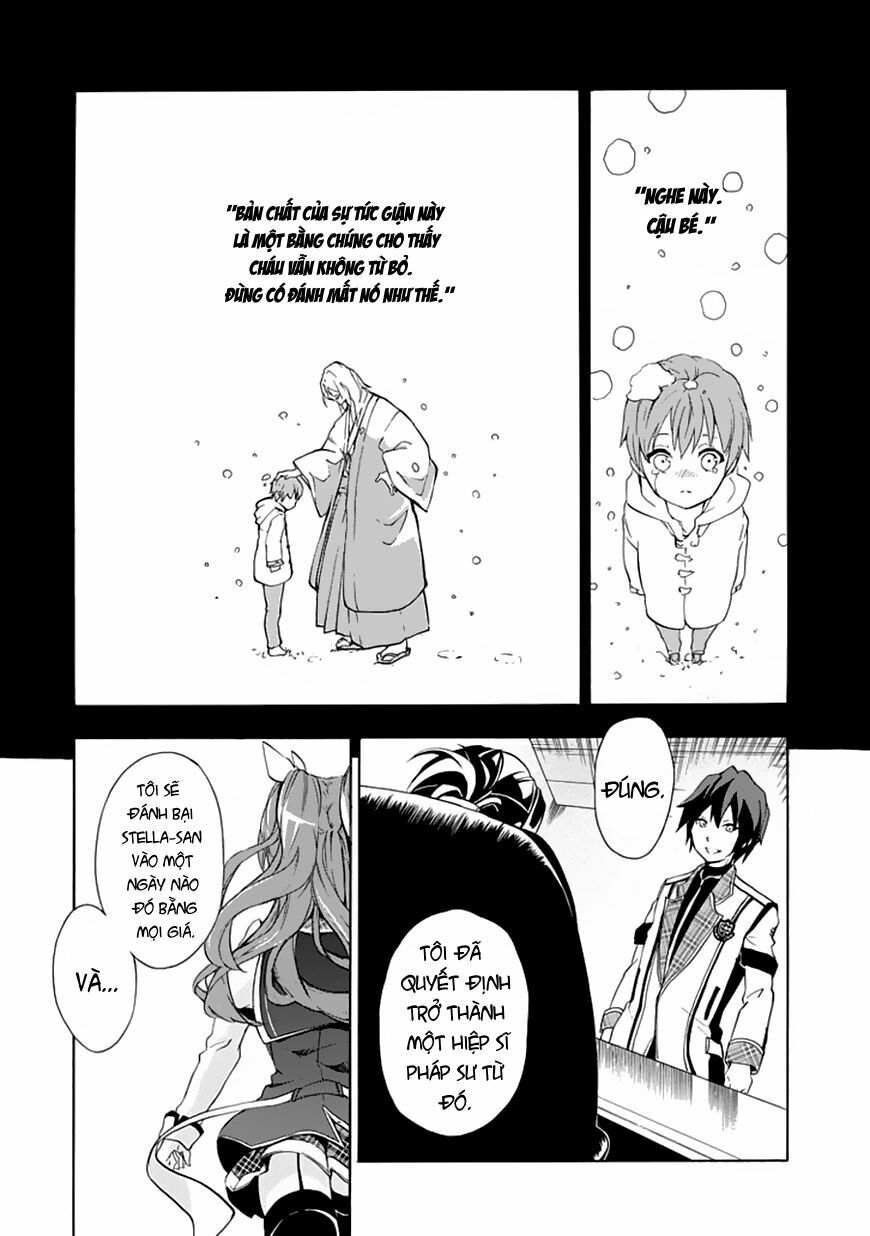 "NGHE NÀY.
CẬU BÉ."
"BẢN CHẤT CỦA SỰ TỨC GIẬN NÀY
LÀ MỘT BẰNG CHỨNG CHO THẤY
CHÁU VẪN KHÔNG TỪ BỎ.
ĐỪNG CÓ ĐÁNH MẤT NÓ NHƯ THẾ."
ĐÚNG.
TÔI ĐÃ
QUYẾT ĐỊNH
TRỞ THÀNH
MỘT HIỆP SĨ
PHÁP SƯ TỪ
ĐÓ.
TÔI SẼ
ĐÁNH BẠI
STELLA-SAN
VÀO MỘT
NGÀY NÀO
ĐÓ BẰNG
MỌI GIÁ.
VÀ...